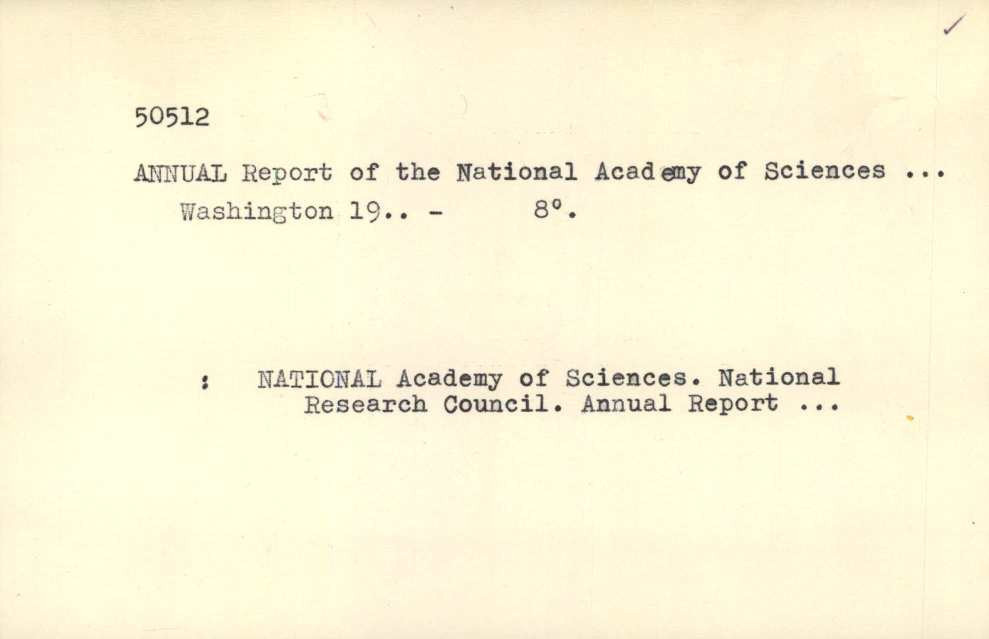 50512
ANNUAL Report of the National Academy of Sciences ...
Washington 19.. - 8°.
: NATIONAL Academy of Sciences. National
Research Council. Annual Report ...